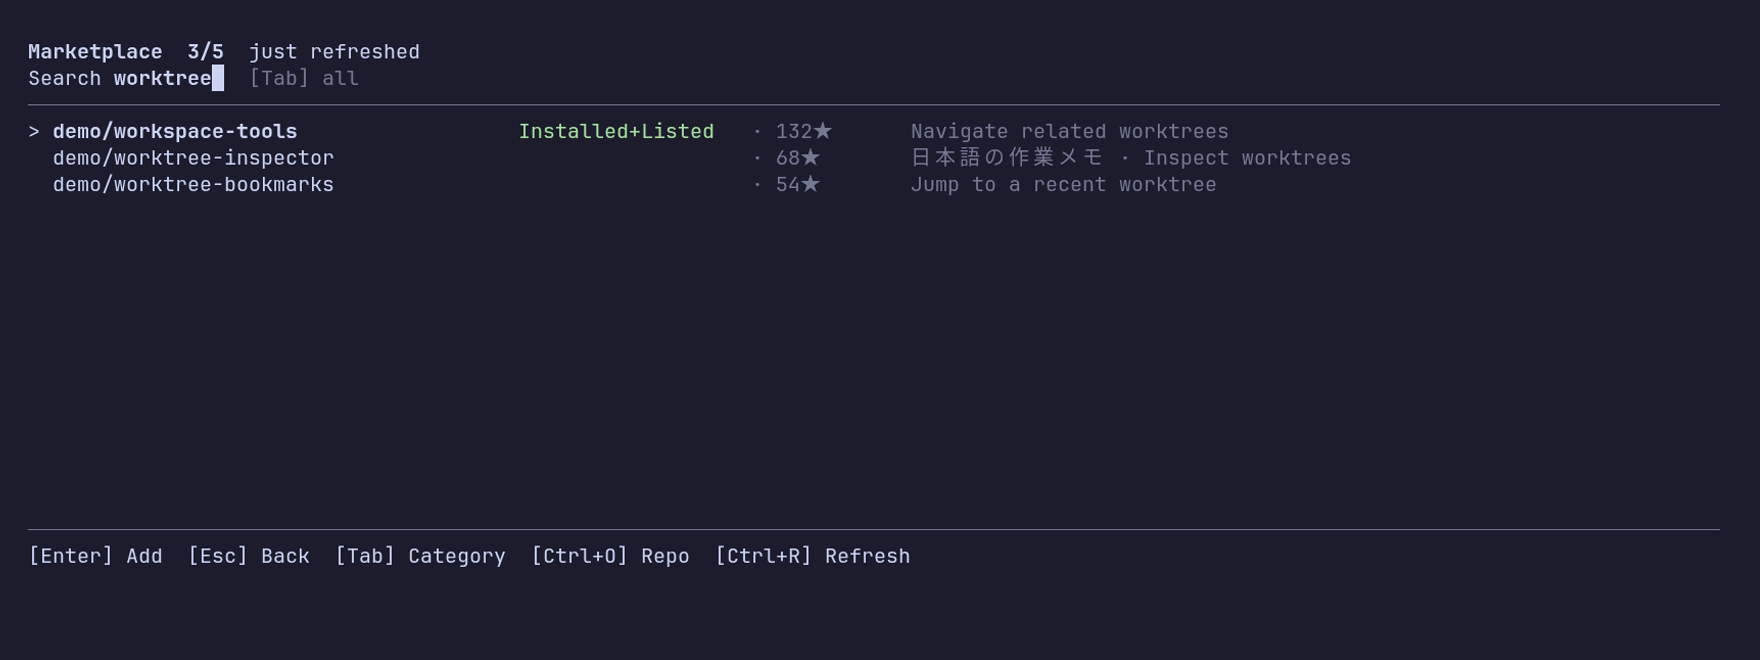 Marketplace  3/5  just refreshed
Search worktree  [Tab] all
> demo/workspace-tools  Installed+Listed  · 132★  Navigate related worktrees
demo/worktree-inspector  · 68★  日本語の作業メモ · Inspect worktrees
demo/worktree-bookmarks  · 54★  Jump to a recent worktree
[Enter] Add  [Esc] Back  [Tab] Category  [Ctrl+O] Repo  [Ctrl+R] Refresh